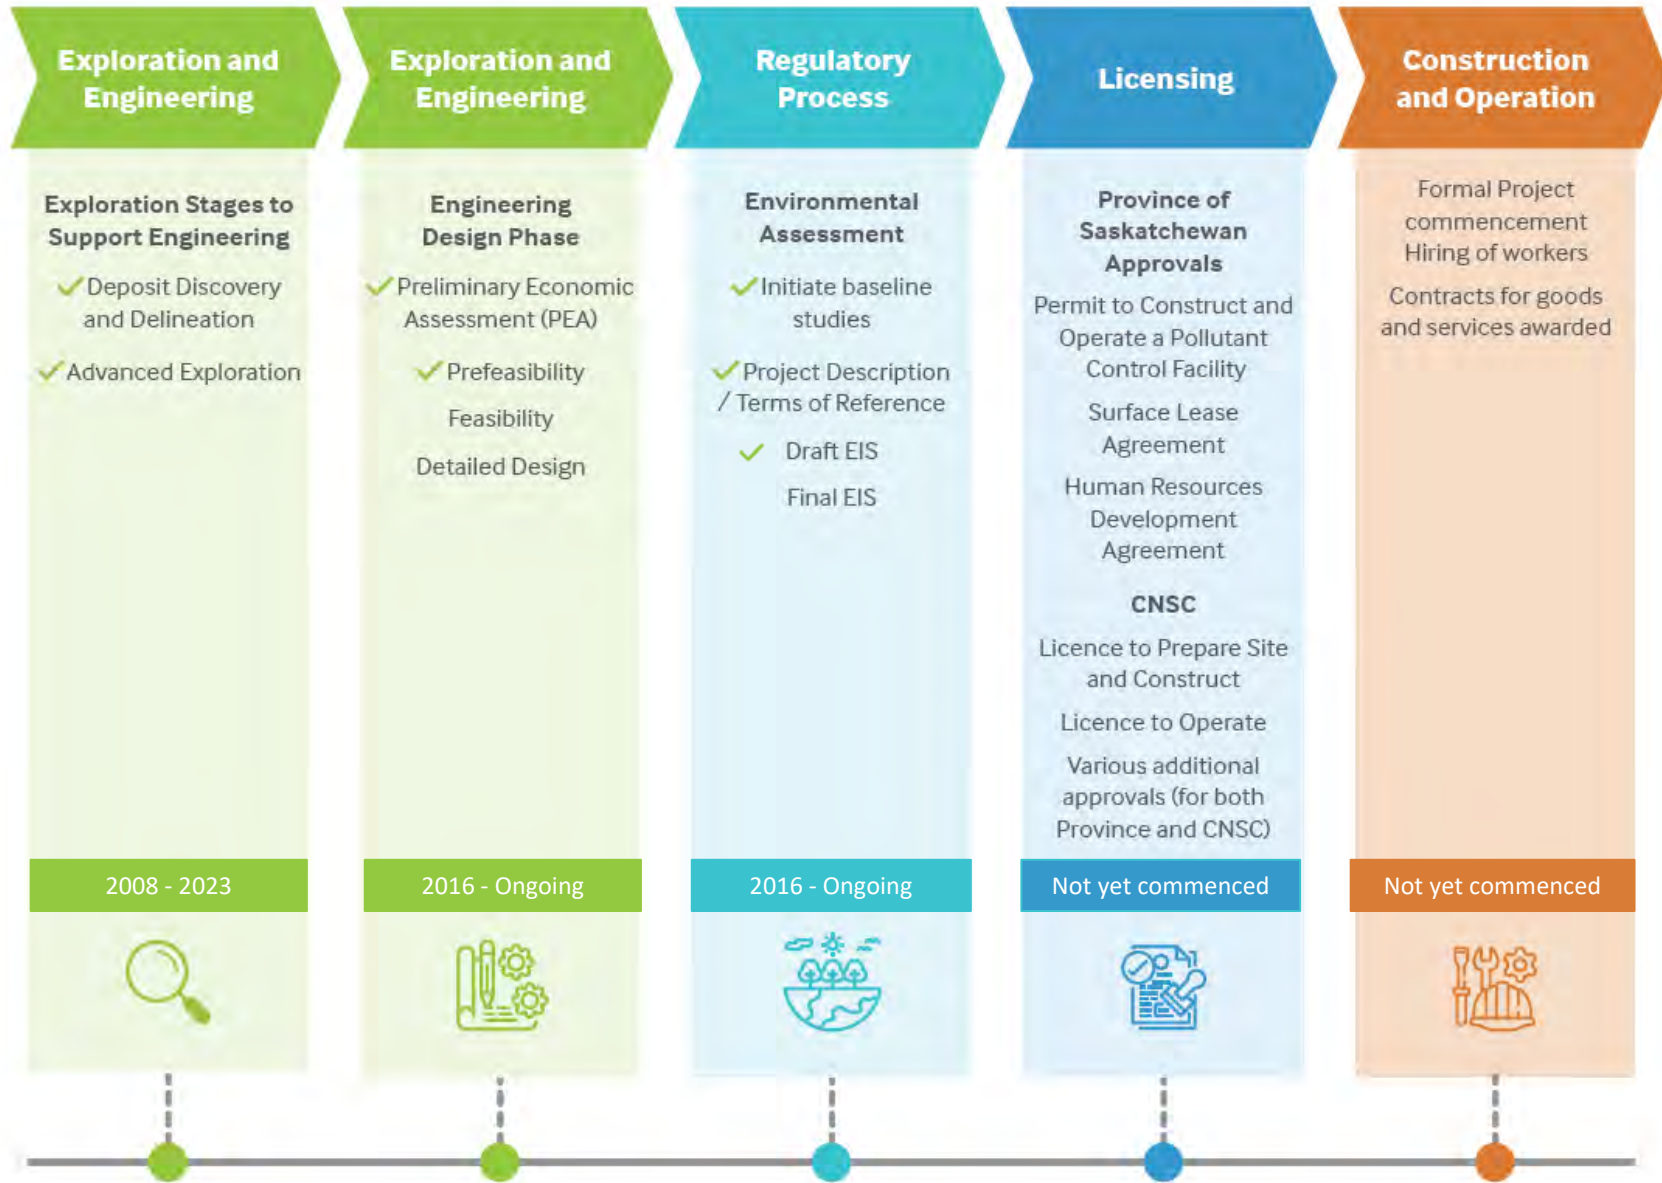 Exploration and
Engineering
Exploration Stages to
Support Engineering
Deposit Discovery
and Delineation
Advanced Exploration
2008 - 2023
Exploration and
Engineering
Engineering
Design Phase
Preliminary Economic
Assessment (PEA)
Prefeasibility
Feasibility
Detailed Design
2016 - Ongoing
Regulatory
Process
Environmental
Assessment
Initiate baseline
studies
Project Description
/ Terms of Reference
Draft EIS
Final EIS
2016 - Ongoing
Licensing
Province of
Saskatchewan
Approvals
Permit to Construct and
Operate a Pollutant
Control Facility
Surface Lease
Agreement
Human Resources
Development
Agreement
CNSC
Licence to Prepare Site
and Construct
Licence to Operate
Various additional
approvals (for both
Province and CNSC)
Not yet commenced
Construction
and Operation
Formal Project
commencement
Hiring of workers
Contracts for goods
and services awarded
Not yet commenced